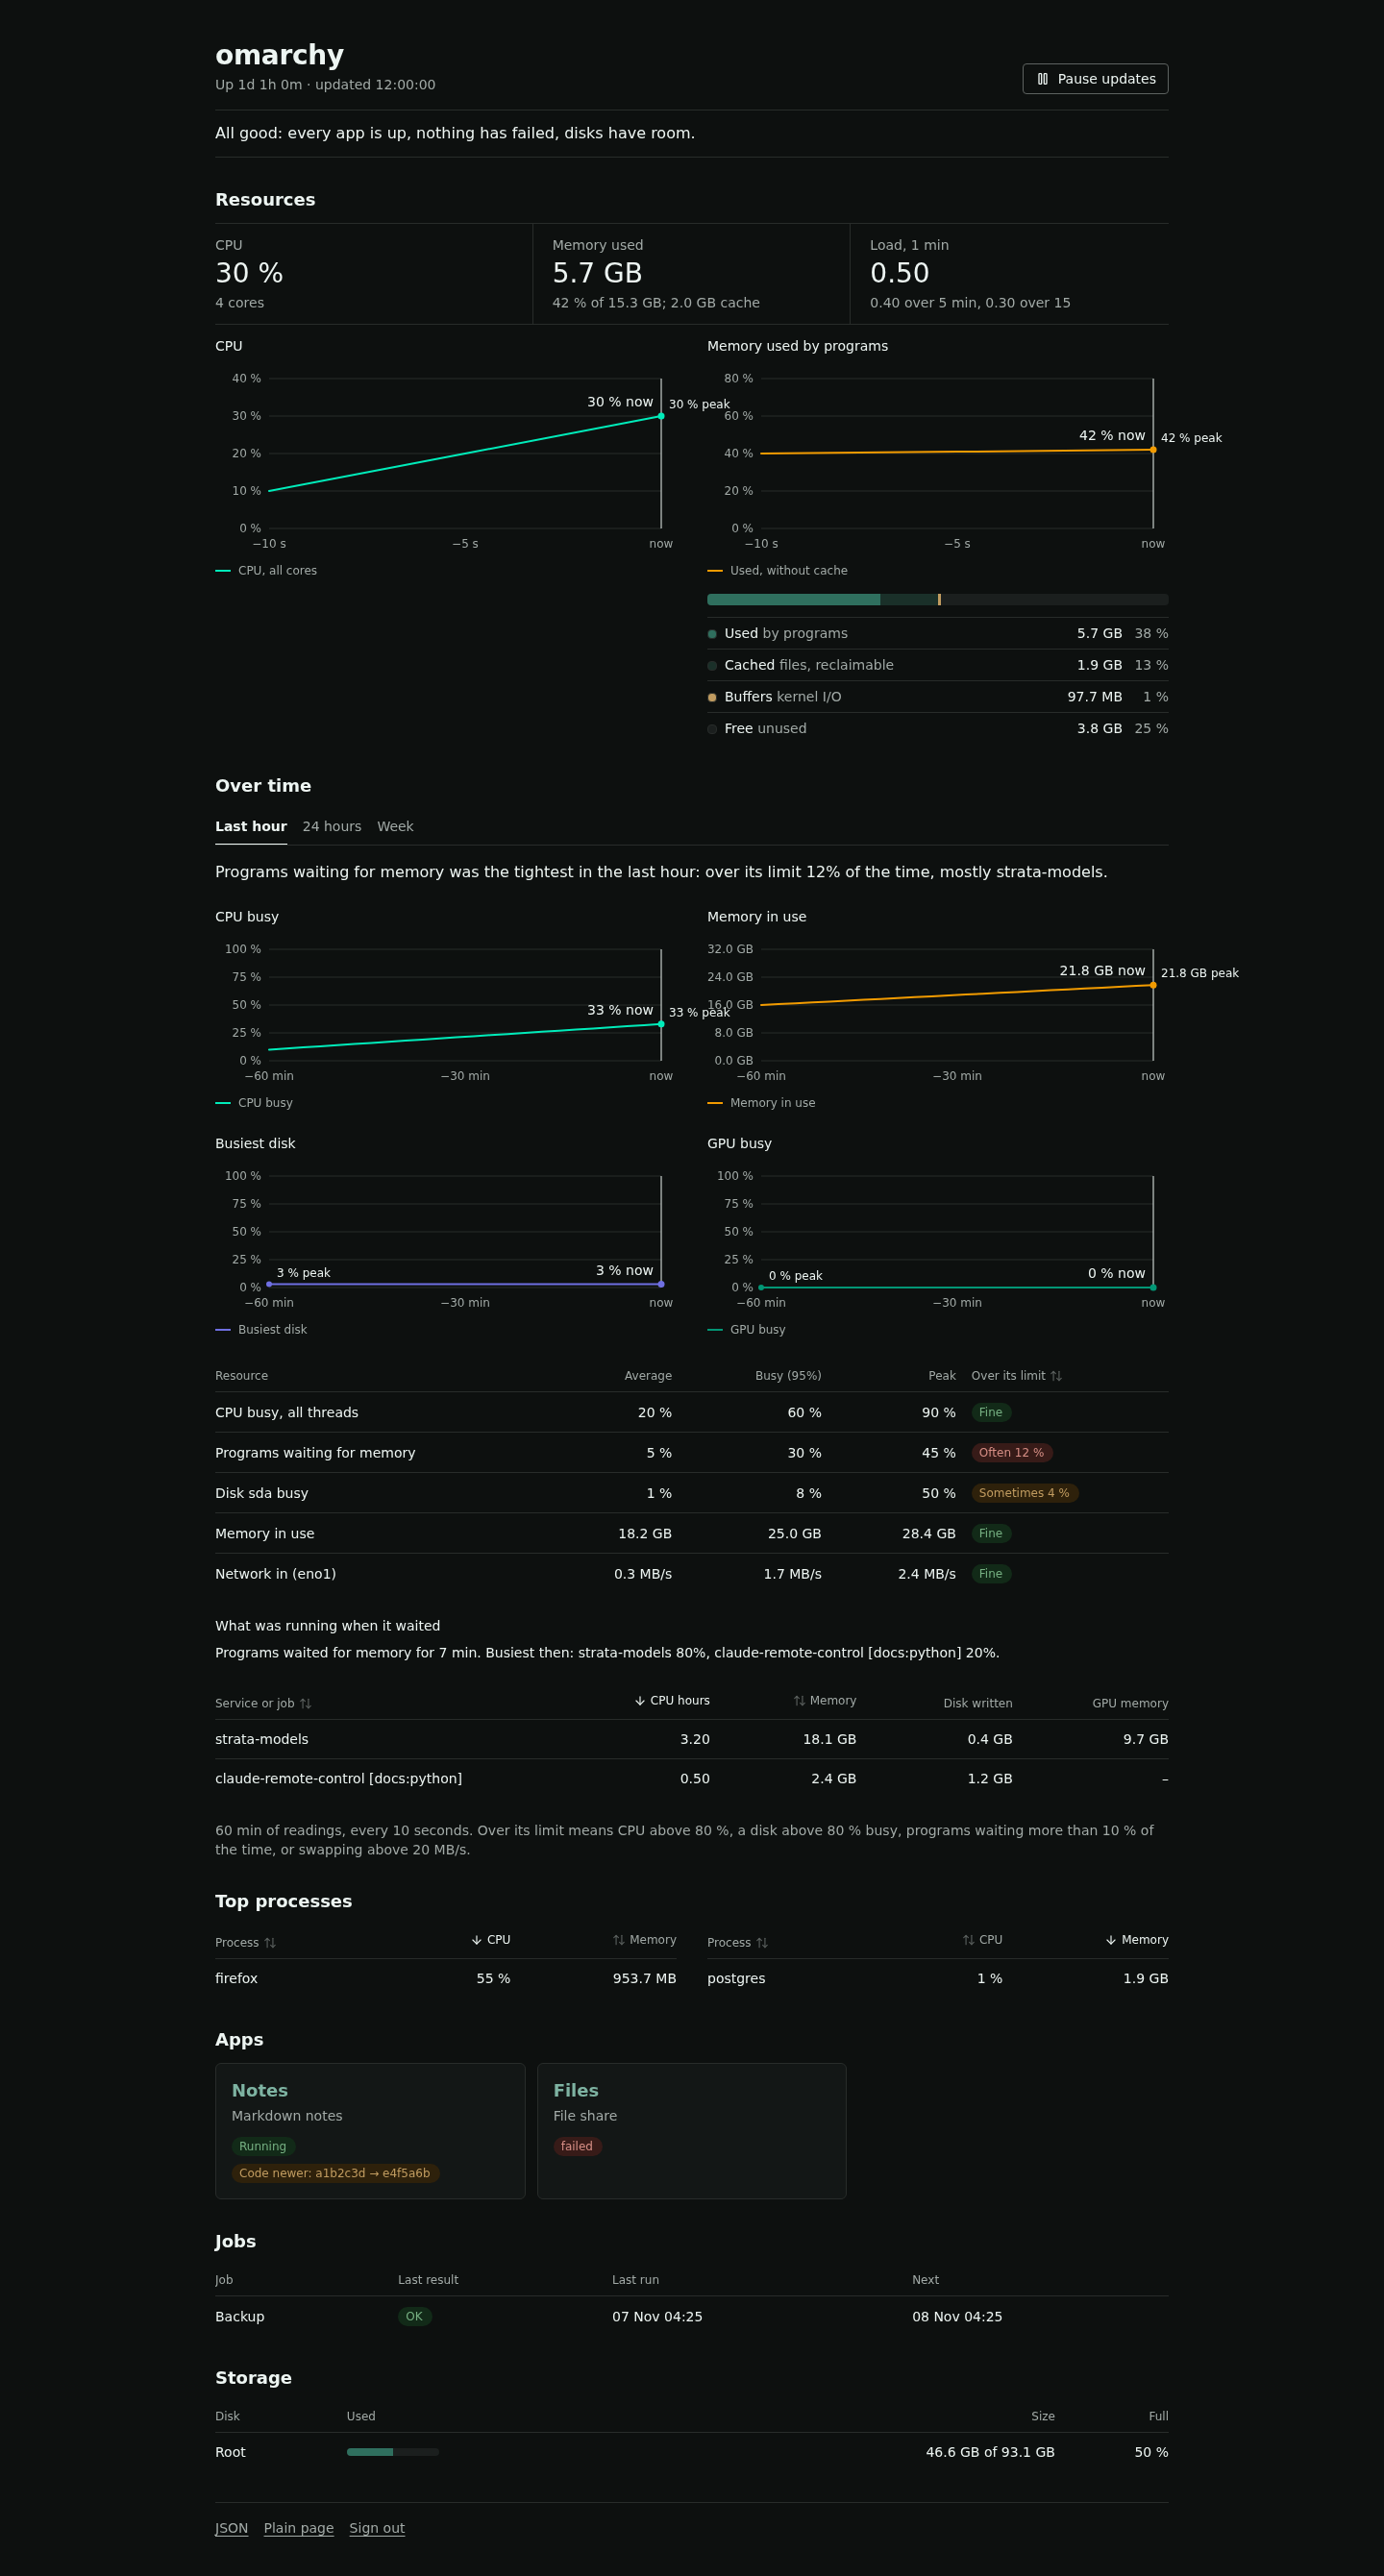 omarchy
Up 1d 1h 0m · updated 12:00:00
Pause updates
All good: every app is up, nothing has failed, disks have room.
Resources
CPU
30 %
4 cores
Memory used
5.7 GB
42 % of 15.3 GB; 2.0 GB cache
Load, 1 min
0.50
0.40 over 5 min, 0.30 over 15
CPU
40 %
30 %
20 %
10 %
0 %
30 % now
30 % peak
−10 s
−5 s
now
CPU, all cores
Memory used by programs
80 %
60 %
40 %
20 %
0 %
42 % now
42 % peak
−10 s
−5 s
now
Used, without cache
Used by programs 5.7 GB 38 %
Cached files, reclaimable 1.9 GB 13 %
Buffers kernel I/O 97.7 MB 1 %
Free unused 3.8 GB 25 %
Over time
Last hour 24 hours Week
Programs waiting for memory was the tightest in the last hour: over its limit 12% of the time, mostly strata-models.
CPU busy
100 %
75 %
50 %
25 %
0 %
33 % now
33 % peak
−60 min
−30 min
now
CPU busy
Memory in use
32.0 GB
24.0 GB
16.0 GB
8.0 GB
0.0 GB
21.8 GB now
21.8 GB peak
−60 min
−30 min
now
Memory in use
Busiest disk
100 %
75 %
50 %
25 %
0 %
3 % peak
3 % now
−60 min
−30 min
now
Busiest disk
GPU busy
100 %
75 %
50 %
25 %
0 %
0 % peak
0 % now
−60 min
−30 min
now
GPU busy
Resource Average Busy (95%) Peak Over its limit
CPU busy, all threads 20 % 60 % 90 % Fine
Programs waiting for memory 5 % 30 % 45 % Often 12 %
Disk sda busy 1 % 8 % 50 % Sometimes 4 %
Memory in use 18.2 GB 25.0 GB 28.4 GB Fine
Network in (eno1) 0.3 MB/s 1.7 MB/s 2.4 MB/s Fine
What was running when it waited
Programs waited for memory for 7 min. Busiest then: strata-models 80%, claude-remote-control [docs:python] 20%.
Service or job CPU hours Memory Disk written GPU memory
strata-models 3.20 18.1 GB 0.4 GB 9.7 GB
claude-remote-control [docs:python] 0.50 2.4 GB 1.2 GB –
60 min of readings, every 10 seconds. Over its limit means CPU above 80 %, a disk above 80 % busy, programs waiting more than 10 % of
the time, or swapping above 20 MB/s.
Top processes
Process CPU Memory
firefox 55 % 953.7 MB
Process CPU Memory
postgres 1 % 1.9 GB
Apps
Notes
Markdown notes
Running
Code newer: a1b2c3d → e4f5a6b
Files
File share
failed
Jobs
Job Last result Last run Next
Backup OK 07 Nov 04:25 08 Nov 04:25
Storage
Disk Used Size Full
Root 46.6 GB of 93.1 GB 50 %
JSON Plain page Sign out